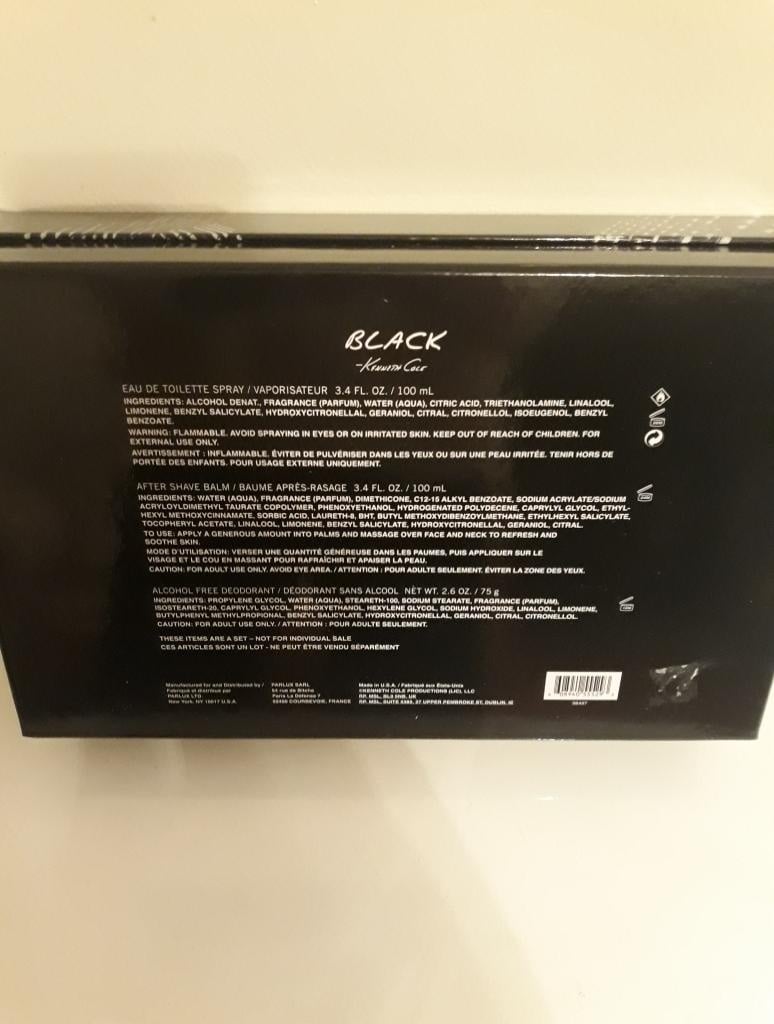 BLACK
-Kenneth Cole
EAU DE TOILETTE SPRAY / VAPORISATEUR 3.4 FL. OZ. / 100 mL
INGREDIENTS: ALCOHOL DENAT., FRAGRANCE (PARFUM), WATER (AQUA), CITRIC ACID, TRIETHANOLAMINE, LINALOOL,
LIMONENE, BENZYL SALICYLATE, HYDROXYCITRONELLAL, GERANIOL, CITRAL, CITRONELLOL, ISOEUGENOL, BENZYL
BENZOATE.
WARNING: FLAMMABLE. AVOID SPRAYING IN EYES OR ON IRRITATED SKIN. KEEP OUT OF REACH OF CHILDREN. FOR
EXTERNAL USE ONLY.
AVERTISSEMENT : INFLAMMABLE. ÉVITER DE PULVÉRISER DANS LES YEUX OU SUR UNE PEAU IRRITÉE. TENIR HORS DE
PORTÉE DES ENFANTS. POUR USAGE EXTERNE UNIQUEMENT.
AFTER SHAVE BALM / BAUME APRÈS-RASAGE 3.4 FL. OZ. / 100 mL
INGREDIENTS: WATER (AQUA), FRAGRANCE (PARFUM), DIMETHICONE, C12-15 ALKYL BENZOATE, SODIUM ACRYLATE/SODIUM
ACRYLOYLDIMETHYL TAURATE COPOLYMER, PHENOXYETHANOL, HYDROGENATED POLYDECENE, CAPRYLYL GLYCOL, ETHYL-
HEXYL METHOXYCINNAMATE, SORBIC ACID, LAURETH-8, BHT, BUTYL METHOXYDIBENZOYLMETHANE, ETHYLHEXYL SALICYLATE,
TOCOPHERYL ACETATE, LINALOOL, LIMONENE, BENZYL SALICYLATE, HYDROXYCITRONELLAL, GERANIOL, CITRAL.
TO USE: APPLY A GENEROUS AMOUNT INTO PALMS AND MASSAGE OVER FACE AND NECK TO REFRESH AND
SOOTHE SKIN.
MODE D'UTILISATION: VERSER UNE QUANTITÉ GÉNÉREUSE DANS LES PAUMES, PUIS APPLIQUER SUR LE
VISAGE ET LE COU EN MASSANT POUR RAFRAÎCHIR ET APAISER LA PEAU.
CAUTION: FOR ADULT USE ONLY. AVOID EYE AREA. / ATTENTION : POUR ADULTE SEULEMENT. ÉVITER LA ZONE DES YEUX.
ALCOHOL FREE DEODORANT / DÉODORANT SANS ALCOOL NET WT. 2.6 OZ. / 75 g
INGREDIENTS: PROPYLENE GLYCOL, WATER (AQUA), STEARETH-100, SODIUM STEARATE, FRAGRANCE (PARFUM),
ISOSTEARETH-20, CAPRYLYL GLYCOL, PHENOXYETHANOL, HEXYLENE GLYCOL, SODIUM HYDROXIDE, LINALOOL, LIMONENE,
BUTYLPHENYL METHYLPROPIONAL, BENZYL SALICYLATE, HYDROXYCITRONELLAL, GERANIOL, CITRAL, CITRONELLOL.
CAUTION: FOR ADULT USE ONLY. / ATTENTION : POUR ADULTE SEULEMENT.
THESE ITEMS ARE A SET – NOT FOR INDIVIDUAL SALE
CES ARTICLES SONT UN LOT - NE PEUT ÊTRE VENDU SÉPARÉMENT
Manufactured for and Distributed by / PARLUX SARL Made in U.S.A. / Fabriqué aux États-Unis
Fabriqué et distribué par 54 rue de Bitche ©KENNETH COLE PRODUCTIONS (LIC), LLC
PARLUX LTD. Paris La Défense 7 RP. MSL,
New York, NY 10017 U.S.A. 92400 COURBEVOIE, FRANCE RP. MSL, SUITE 27 UPPER PEMBROKE ST, DUBLIN, IE